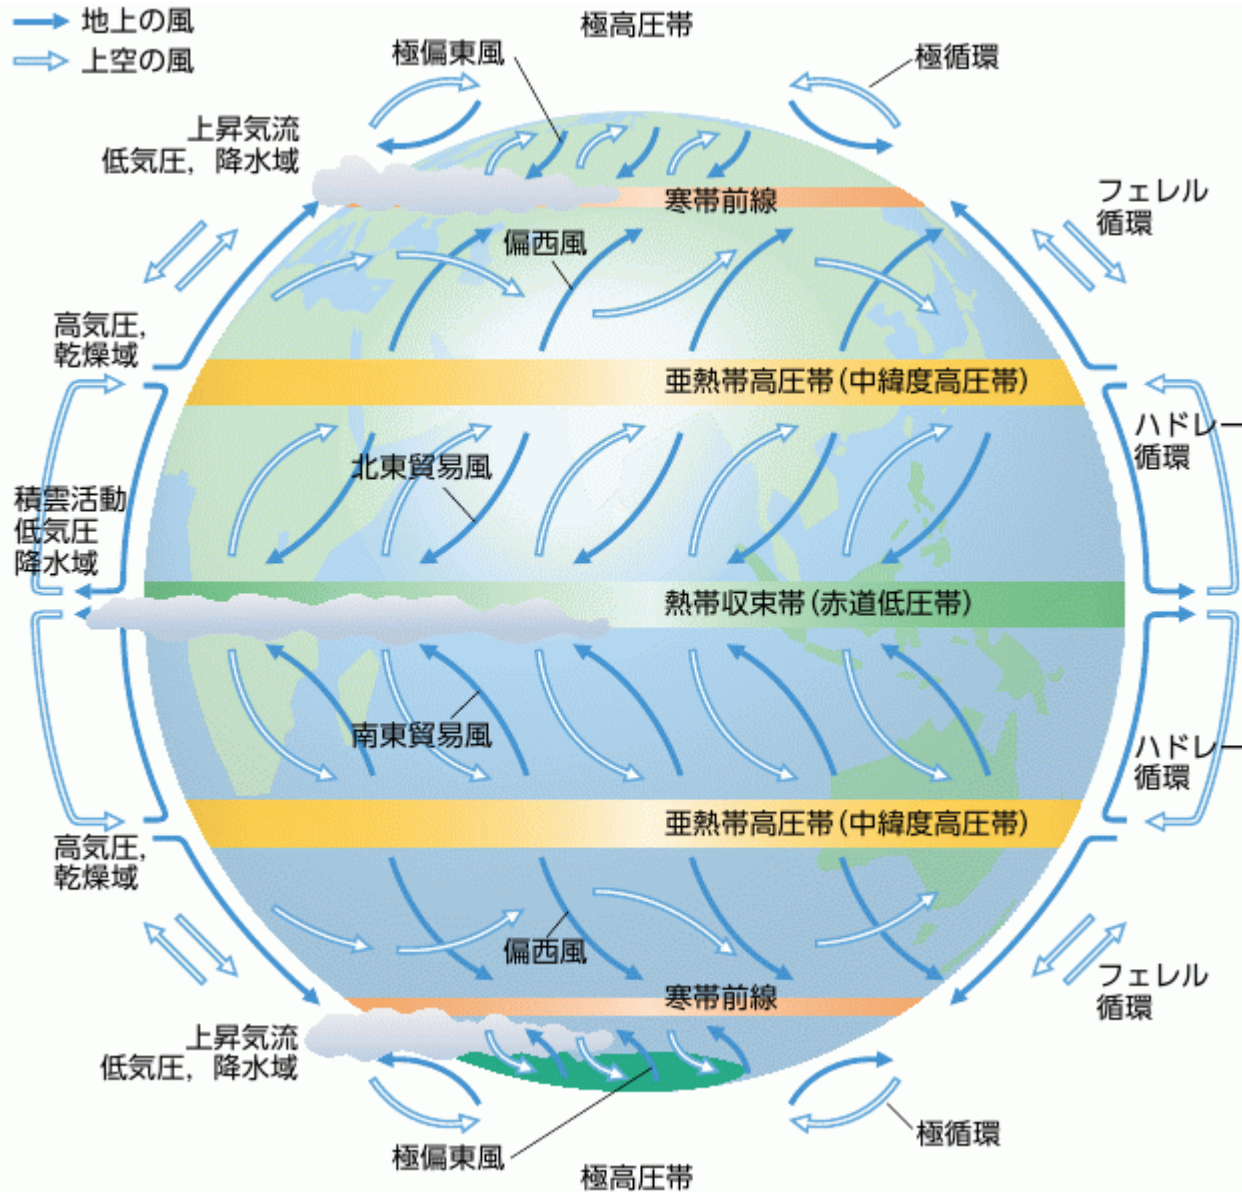 地上の風
上空の風
極高圧帯
極偏東風
極循環
上昇気流
低気圧，降水域
寒帯前線
フェレル
循環
偏西風
高気圧，
乾燥域
亜熱帯高圧帯（中緯度高圧帯）
ハドレー
循環
北東貿易風
積雲活動
低気圧
降水域
熱帯収束帯（赤道低圧帯）
南東貿易風
ハドレー
循環
亜熱帯高圧帯（中緯度高圧帯）
高気圧，
乾燥域
偏西風
フェレル
循環
寒帯前線
上昇気流
低気圧，降水域
極循環
極偏東風
極高圧帯